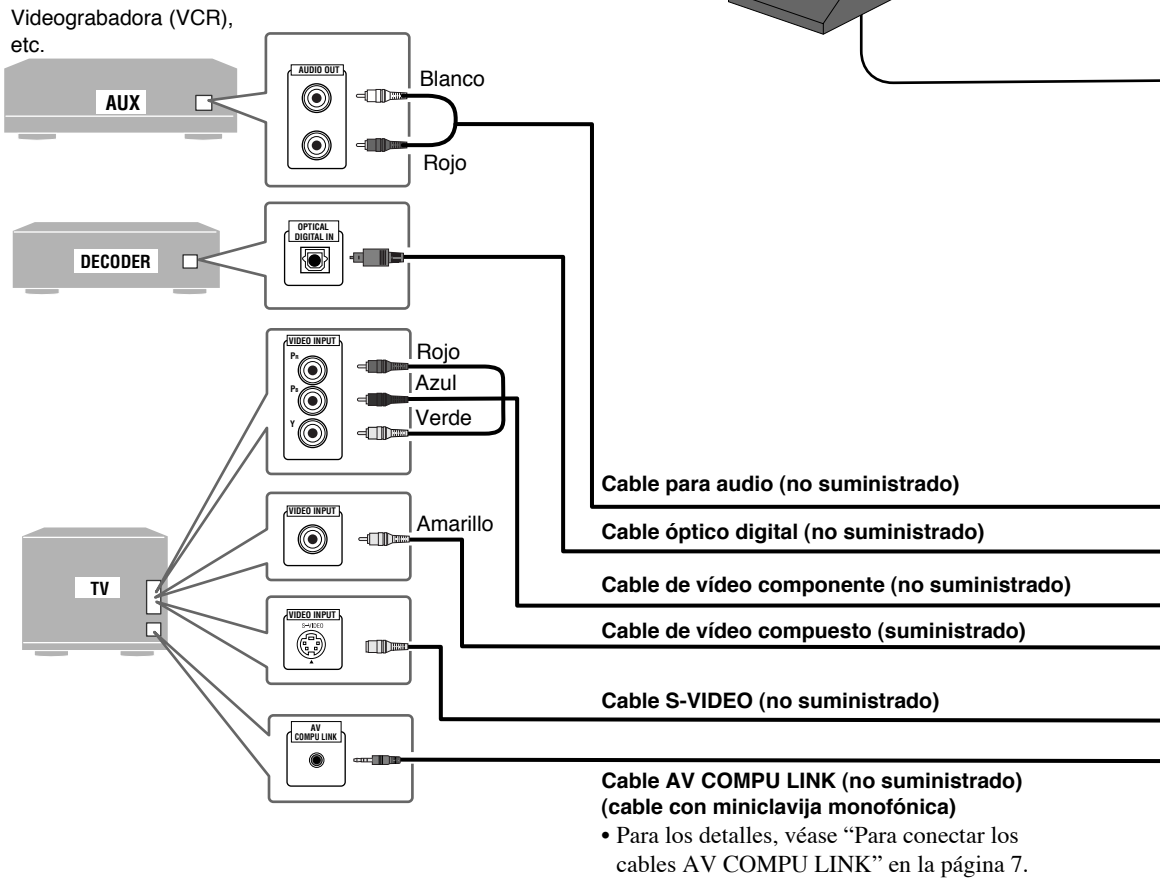 Videograbadora (VCR),
etc.
AUX
AUDIO OUT
Blanco
Rojo
DECODER
OPTICAL
DIGITAL IN
VIDEO INPUT
PR
PB
Y
Rojo
Azul
Verde
Cable para audio (no suministrado)
VIDEO INPUT
Amarillo
Cable óptico digital (no suministrado)
TV
Cable de vídeo componente (no suministrado)
VIDEO INPUT
S-VIDEO
Cable de vídeo compuesto (suministrado)
Cable S-VIDEO (no suministrado)
AV
COMPU LINK
Cable AV COMPU LINK (no suministrado)
(cable con miniclavija monofónica)
• Para los detalles, véase “Para conectar los
cables AV COMPU LINK” en la página 7.